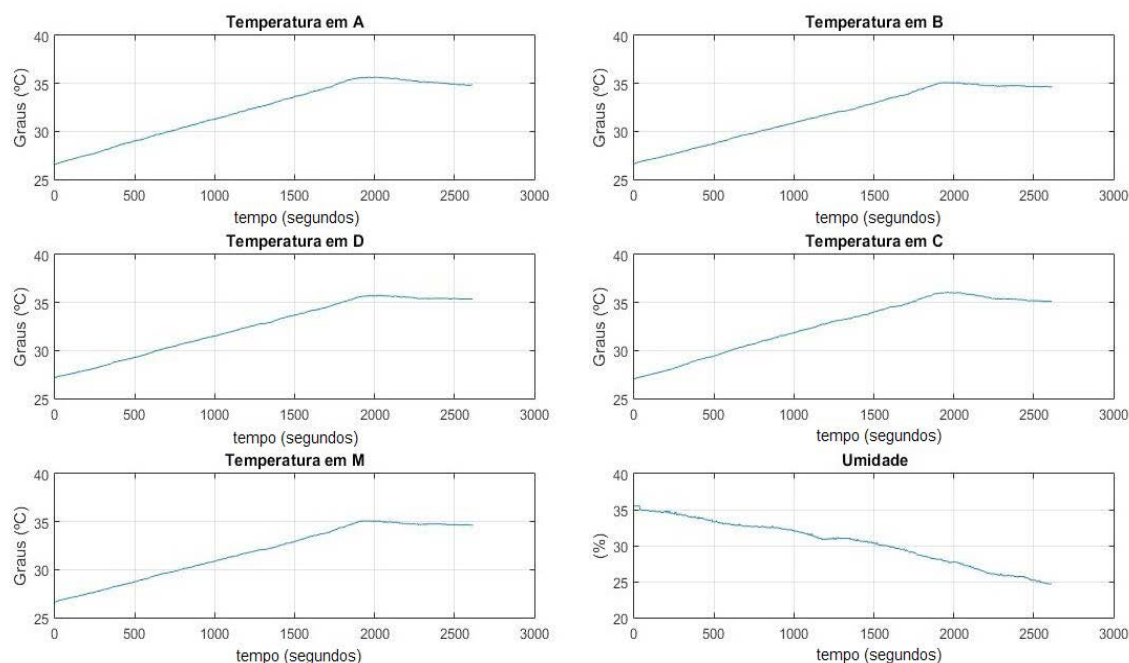 Temperatura em A
40
35
30
25
Graus (ºC)
0 500 1000 1500 2000 2500 3000
tempo (segundos)
Temperatura em B
40
35
30
25
Graus (ºC)
0 500 1000 1500 2000 2500 3000
tempo (segundos)
Temperatura em D
40
35
30
25
Graus (ºC)
0 500 1000 1500 2000 2500 3000
tempo (segundos)
Temperatura em C
40
35
30
25
Graus (ºC)
0 500 1000 1500 2000 2500 3000
tempo (segundos)
Temperatura em M
40
35
30
25
Graus (ºC)
0 500 1000 1500 2000 2500 3000
tempo (segundos)
Umidade
40
35
30
25
20
(%)
0 500 1000 1500 2000 2500 3000
tempo (segundos)